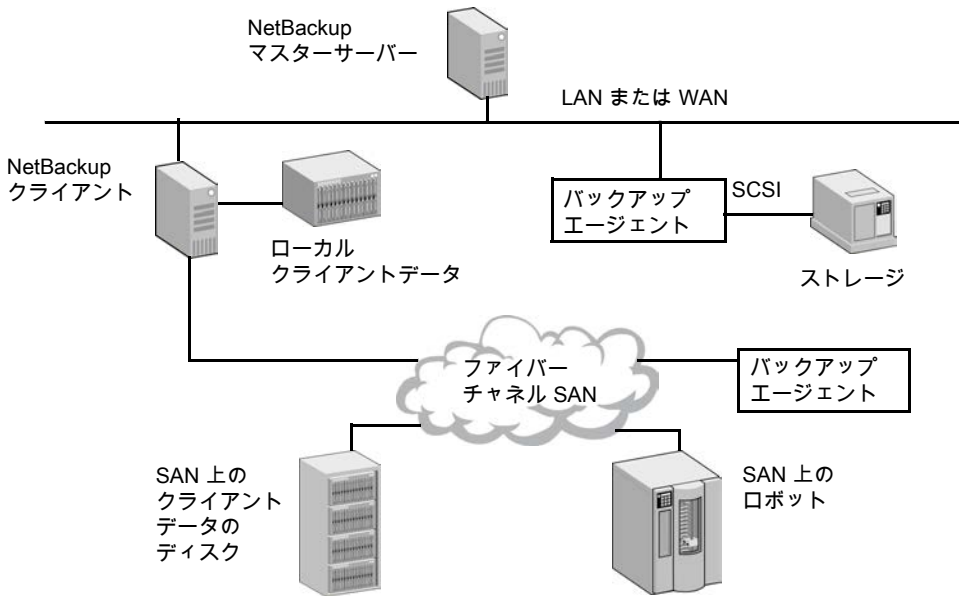 NetBackup
マスターサーバー
LAN または WAN
NetBackup
クライアント
ローカル
クライアントデータ
バックアップ
エージェント
SCSI
ストレージ
ファイバー
チャネル SAN
バックアップ
エージェント
SAN 上の
クライアント
データの
ディスク
SAN 上の
ロボット